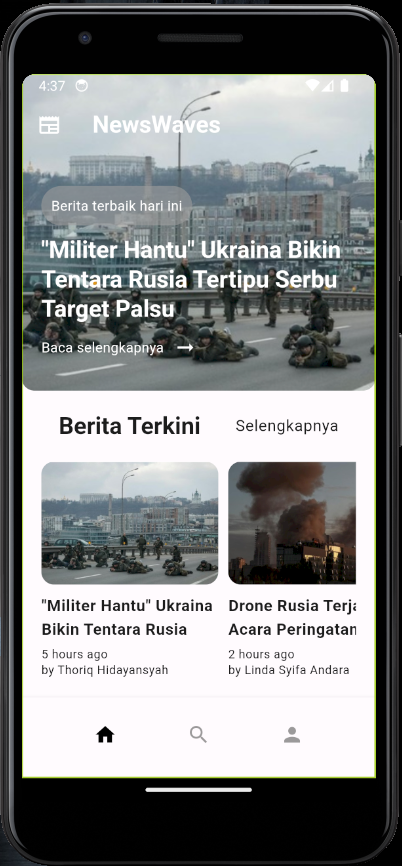 4:37
NewsWaves
Berita terbaik hari ini
"Militer Hantu" Ukraina Bikin
Tentara Rusia Tertipu Serbu
Target Palsu
Baca selengkapnya
Berita Terkini
Selengkapnya
"Militer Hantu" Ukraina
Bikin Tentara Rusia
5 hours ago
by Thoriq Hidayansyah
Drone Rusia Terja
Acara Peringatan
2 hours ago
by Linda Syifa Andara